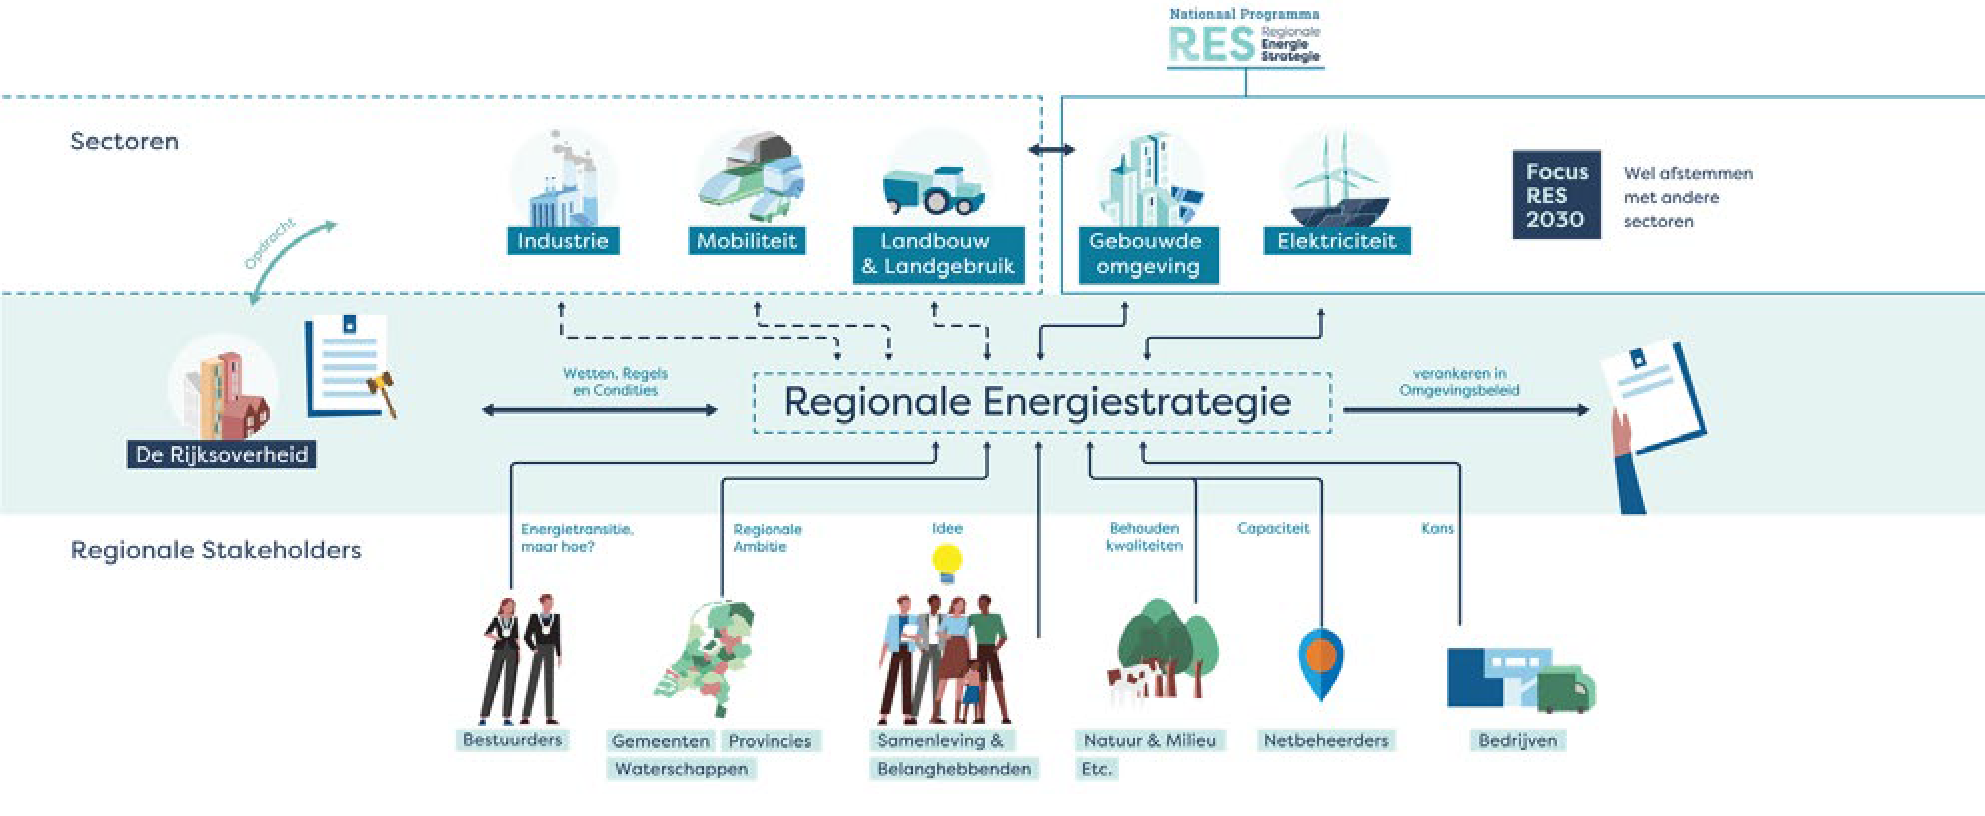 Nationaal Programma
RES
Regionale
Energie
Strategie
Sectoren
Opdracht
Industrie
Mobiliteit
Landbouw
& Landgebruik
Gebouwde
omgeving
Elektriciteit
Focus
RES
2030
Wel afstemmen
met andere
sectoren
De Rijksoverheid
Wetten, Regels
en Condities
Regionale Energiestrategie
verankeren in
Omgevingsbeleid
Regionale Stakeholders
Energietransitie,
maar hoe?
Regionale
Ambitie
Idee
Behouden
kwaliteiten
Capaciteit
Kans
Bestuurders
Gemeenten
Provincies
Waterschappen
Samenleving &
Belanghebbenden
Natuur & Milieu
Etc.
Netbeheerders
Bedrijven